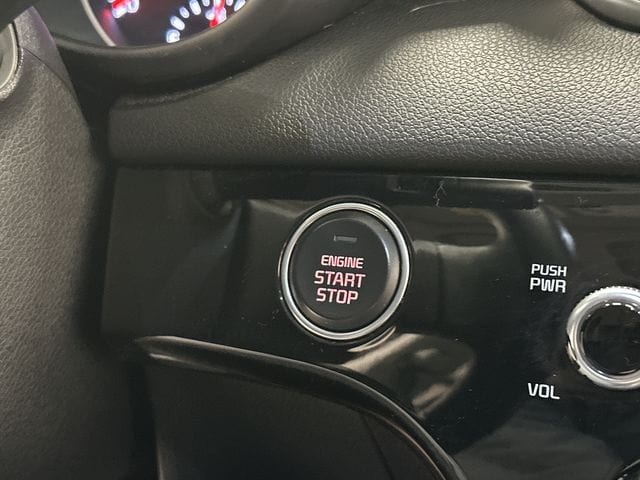 ENGINE
START
STOP
PUSH
PWR
VOL